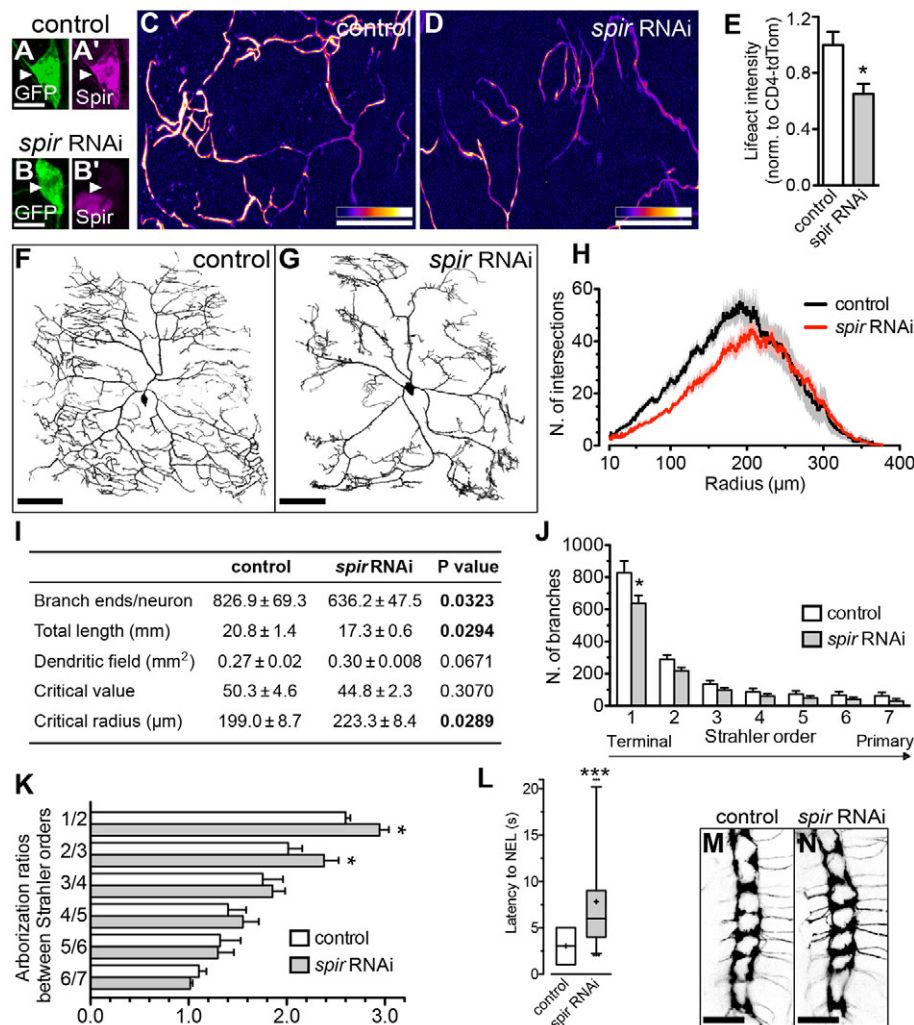 control
A
A'
GFP
Spir
spir RNAi
B
B'
GFP
Spir
C
control
D
spir RNAi
E
Lifeact intensity
(norm. to CD4-tdTom)
1.2
0.8
0.4
0.0
*
control
spir RNAi
F
control
G
spir RNAi
H
N. of intersections
60
40
20
0
control
spir RNAi
10
100
200
300
400
Radius (µm)
I
control spir RNAi P value
Branch ends/neuron 826.9 ± 69.3 636.2 ± 47.5 0.0323
Total length (mm) 20.8 ± 1.4 17.3 ± 0.6 0.0294
Dendritic field (mm²) 0.27 ± 0.02 0.30 ± 0.008 0.0671
Critical value 50.3 ± 4.6 44.8 ± 2.3 0.3070
Critical radius (µm) 199.0 ± 8.7 223.3 ± 8.4 0.0289
J
N. of branches
1000
800
600
400
200
0
*
control
spir RNAi
1 2 3 4 5 6 7
Terminal Strahler order Primary
K
Arborization ratios
between Strahler orders
1/2
2/3
3/4
4/5
5/6
6/7
*
*
control
spir RNAi
0.0 1.0 2.0 3.0
L
Latency to NEL (s)
20
15
10
5
0
***
control
spir RNAi
control
M
spir RNAi
N